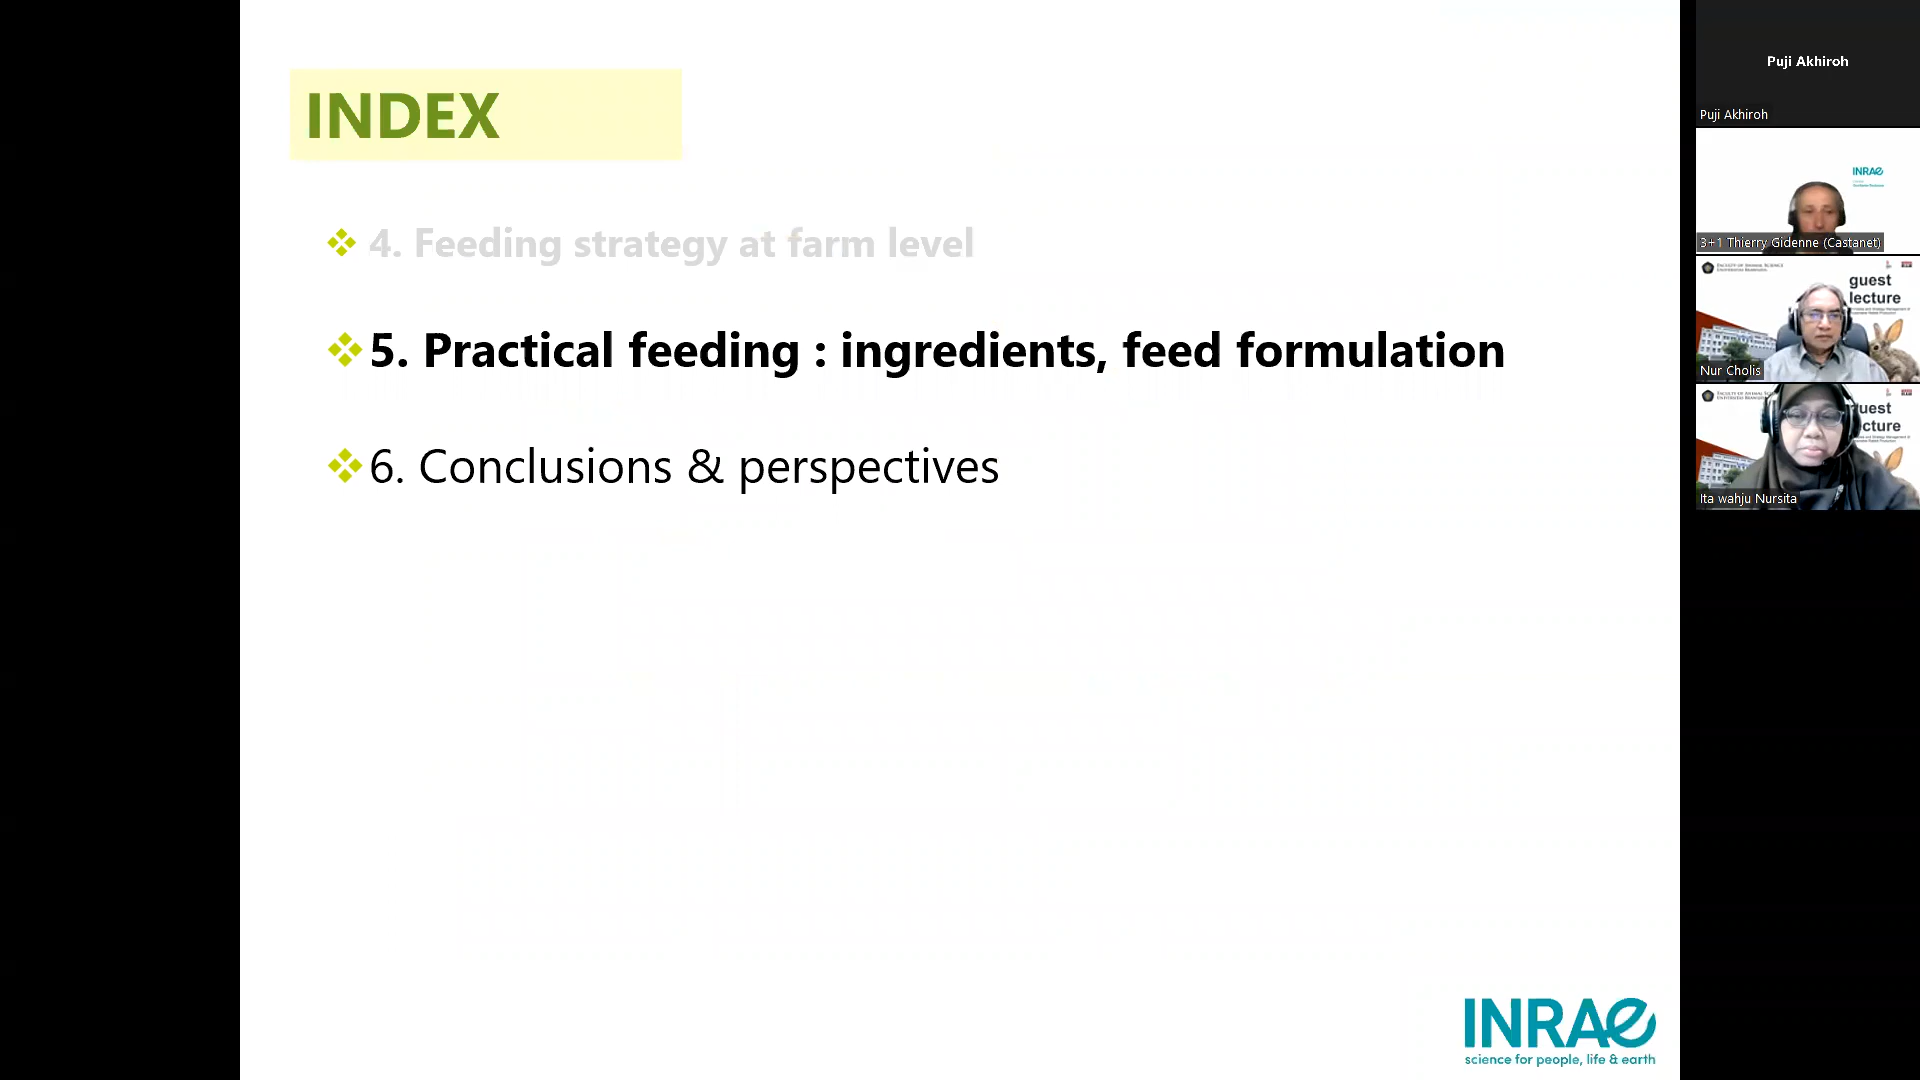 INDEX
4. Feeding strategy at farm level
5. Practical feeding : ingredients, feed formulation
6. Conclusions & perspectives
INRAE
science for people, life & earth
Puji Akhiroh
Puji Akhiroh
INRAE
3+1 Thierry Gidenne (Castanet)
guest
lecture
Nur Cholis
uest
cture
Ita wahju Nursita